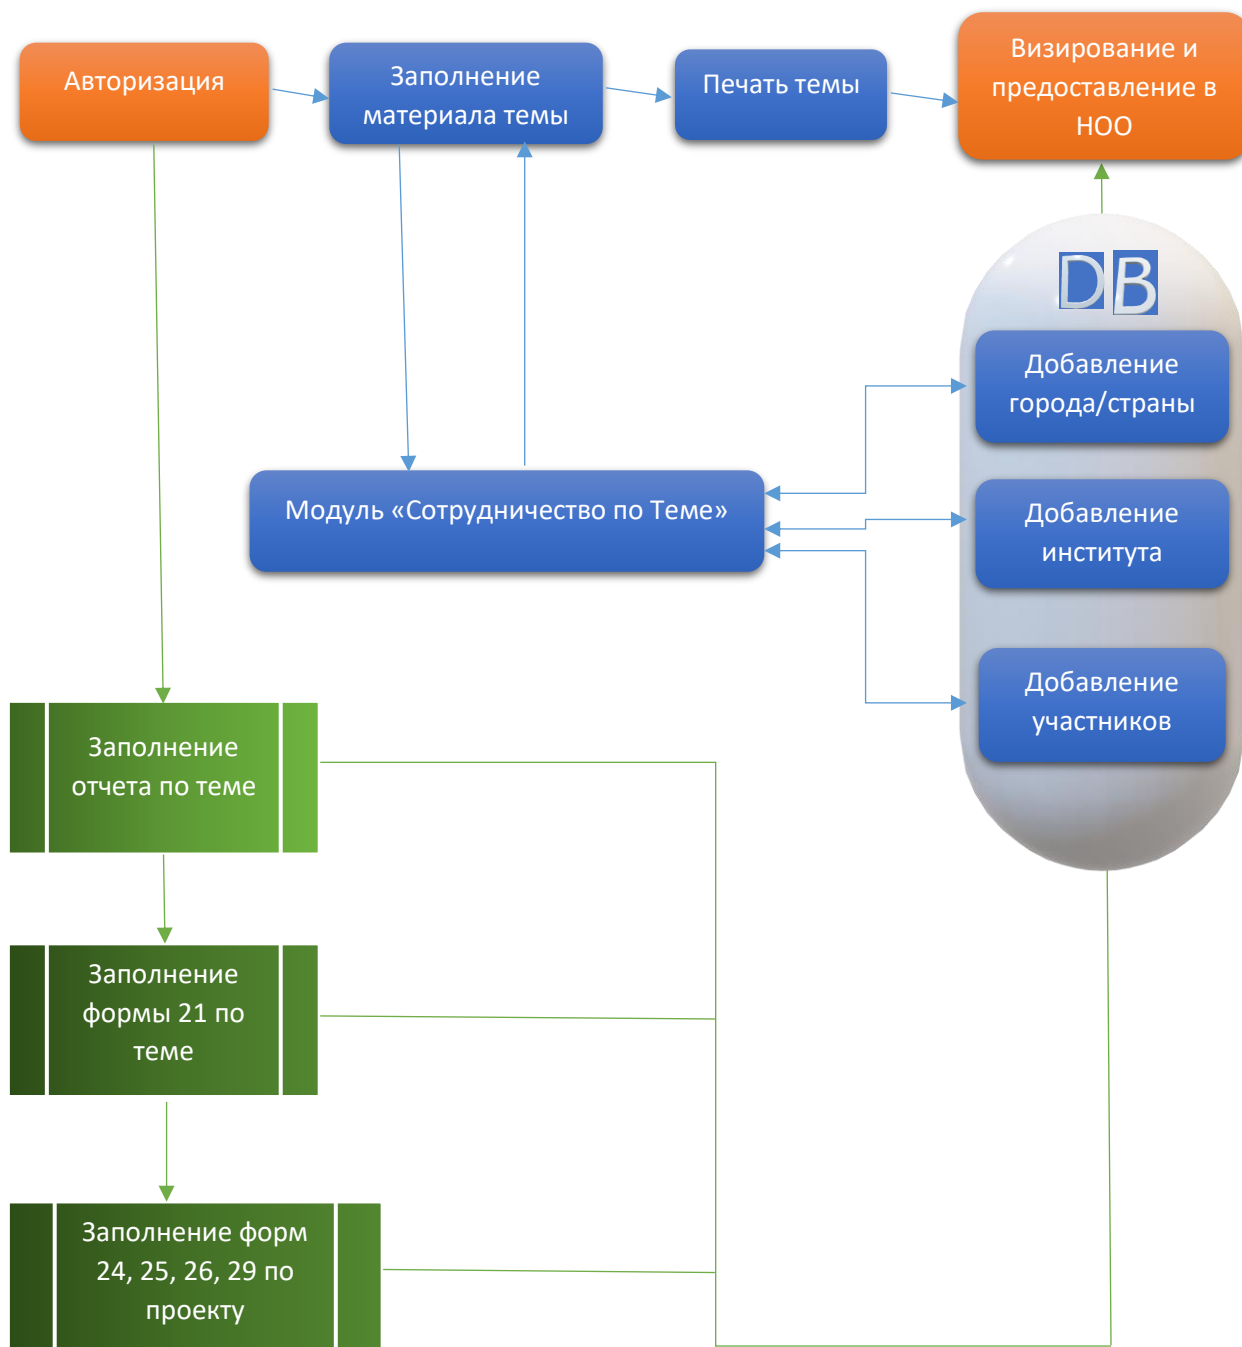 Авторизация
Заполнение
материала темы
Печать темы
Визирование и
предоставление в
НОО
DB
Добавление
города/страны
Модуль «Сотрудничество по Теме»
Добавление
института
Добавление
участников
Заполнение
отчета по теме
Заполнение
формы 21 по
теме
Заполнение форм
24, 25, 26, 29 по
проекту